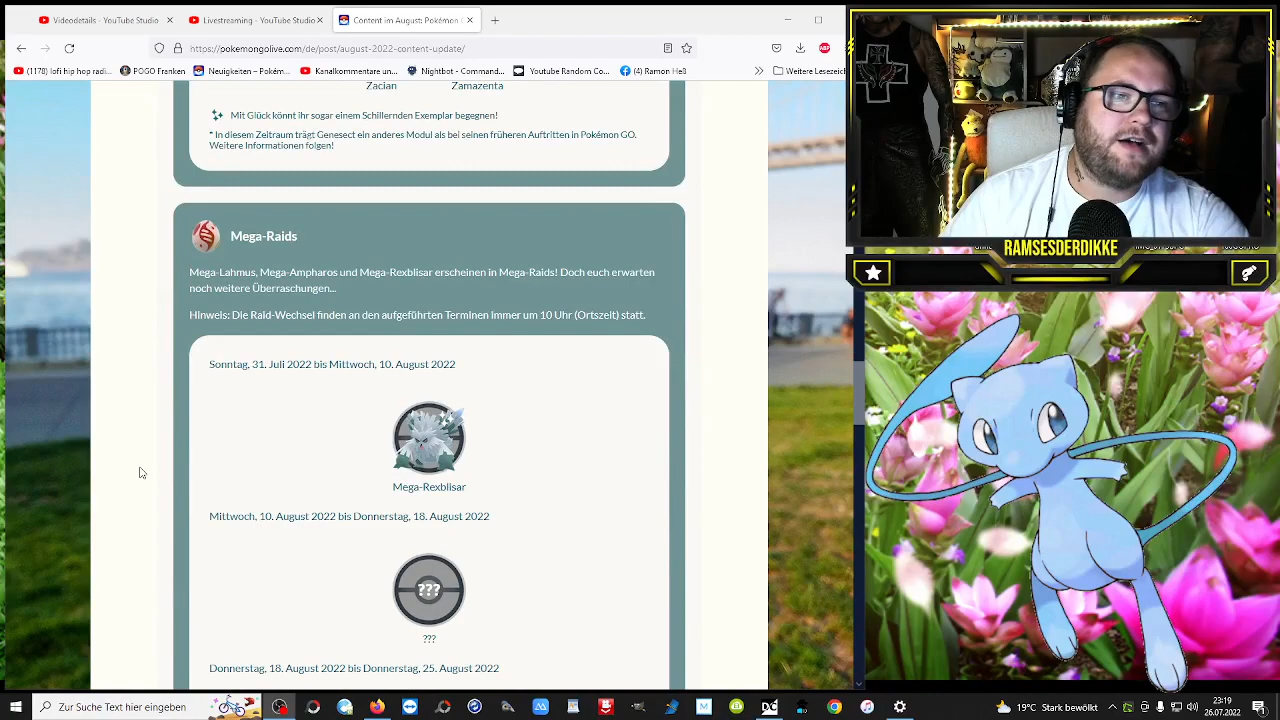 Videodetails - YouTube Studio
Livestreaming - YouTube Studio
Content im August: Pokémon G
https://pokemongolive.com/de/post/august-2022-content-update/
(1178) lofi hip hop radi...
POGO Franken
Neuigkeiten – Pokém...
Kanalkommentare un...
Nightbot - Comman...
Youtube Random Co...
(4) Ramon Heß
Weitere Lesezeich
Zacian
Zamazenta
Mit Glück könnt ihr sogar einem Schillernden Exemplar begegnen!
* In diesem Zeitraum trägt Genesect ein anderes Modul als bei seinen früheren Auftritten in Pokémon GO.
Weitere Informationen folgen!
Mega-Raids
Mega-Lahmus, Mega-Ampharos und Mega-Rexblisar erscheinen in Mega-Raids! Doch euch erwarten
noch weitere Überraschungen...
Hinweis: Die Raid-Wechsel finden an den aufgeführten Terminen immer um 10 Uhr (Ortszeit) statt.
Sonntag, 31. Juli 2022 bis Mittwoch, 10. August 2022
Mega-Rexblisar
Mittwoch, 10. August 2022 bis Donnerstag, 18. August 2022
???
???
Donnerstag, 18. August 2022 bis Donnerstag, 25. August 2022
RAMSESDERDIKKE
Zur Suche Text hier eingeben
19°C Stark bewölkt
23:19
26.07.2022